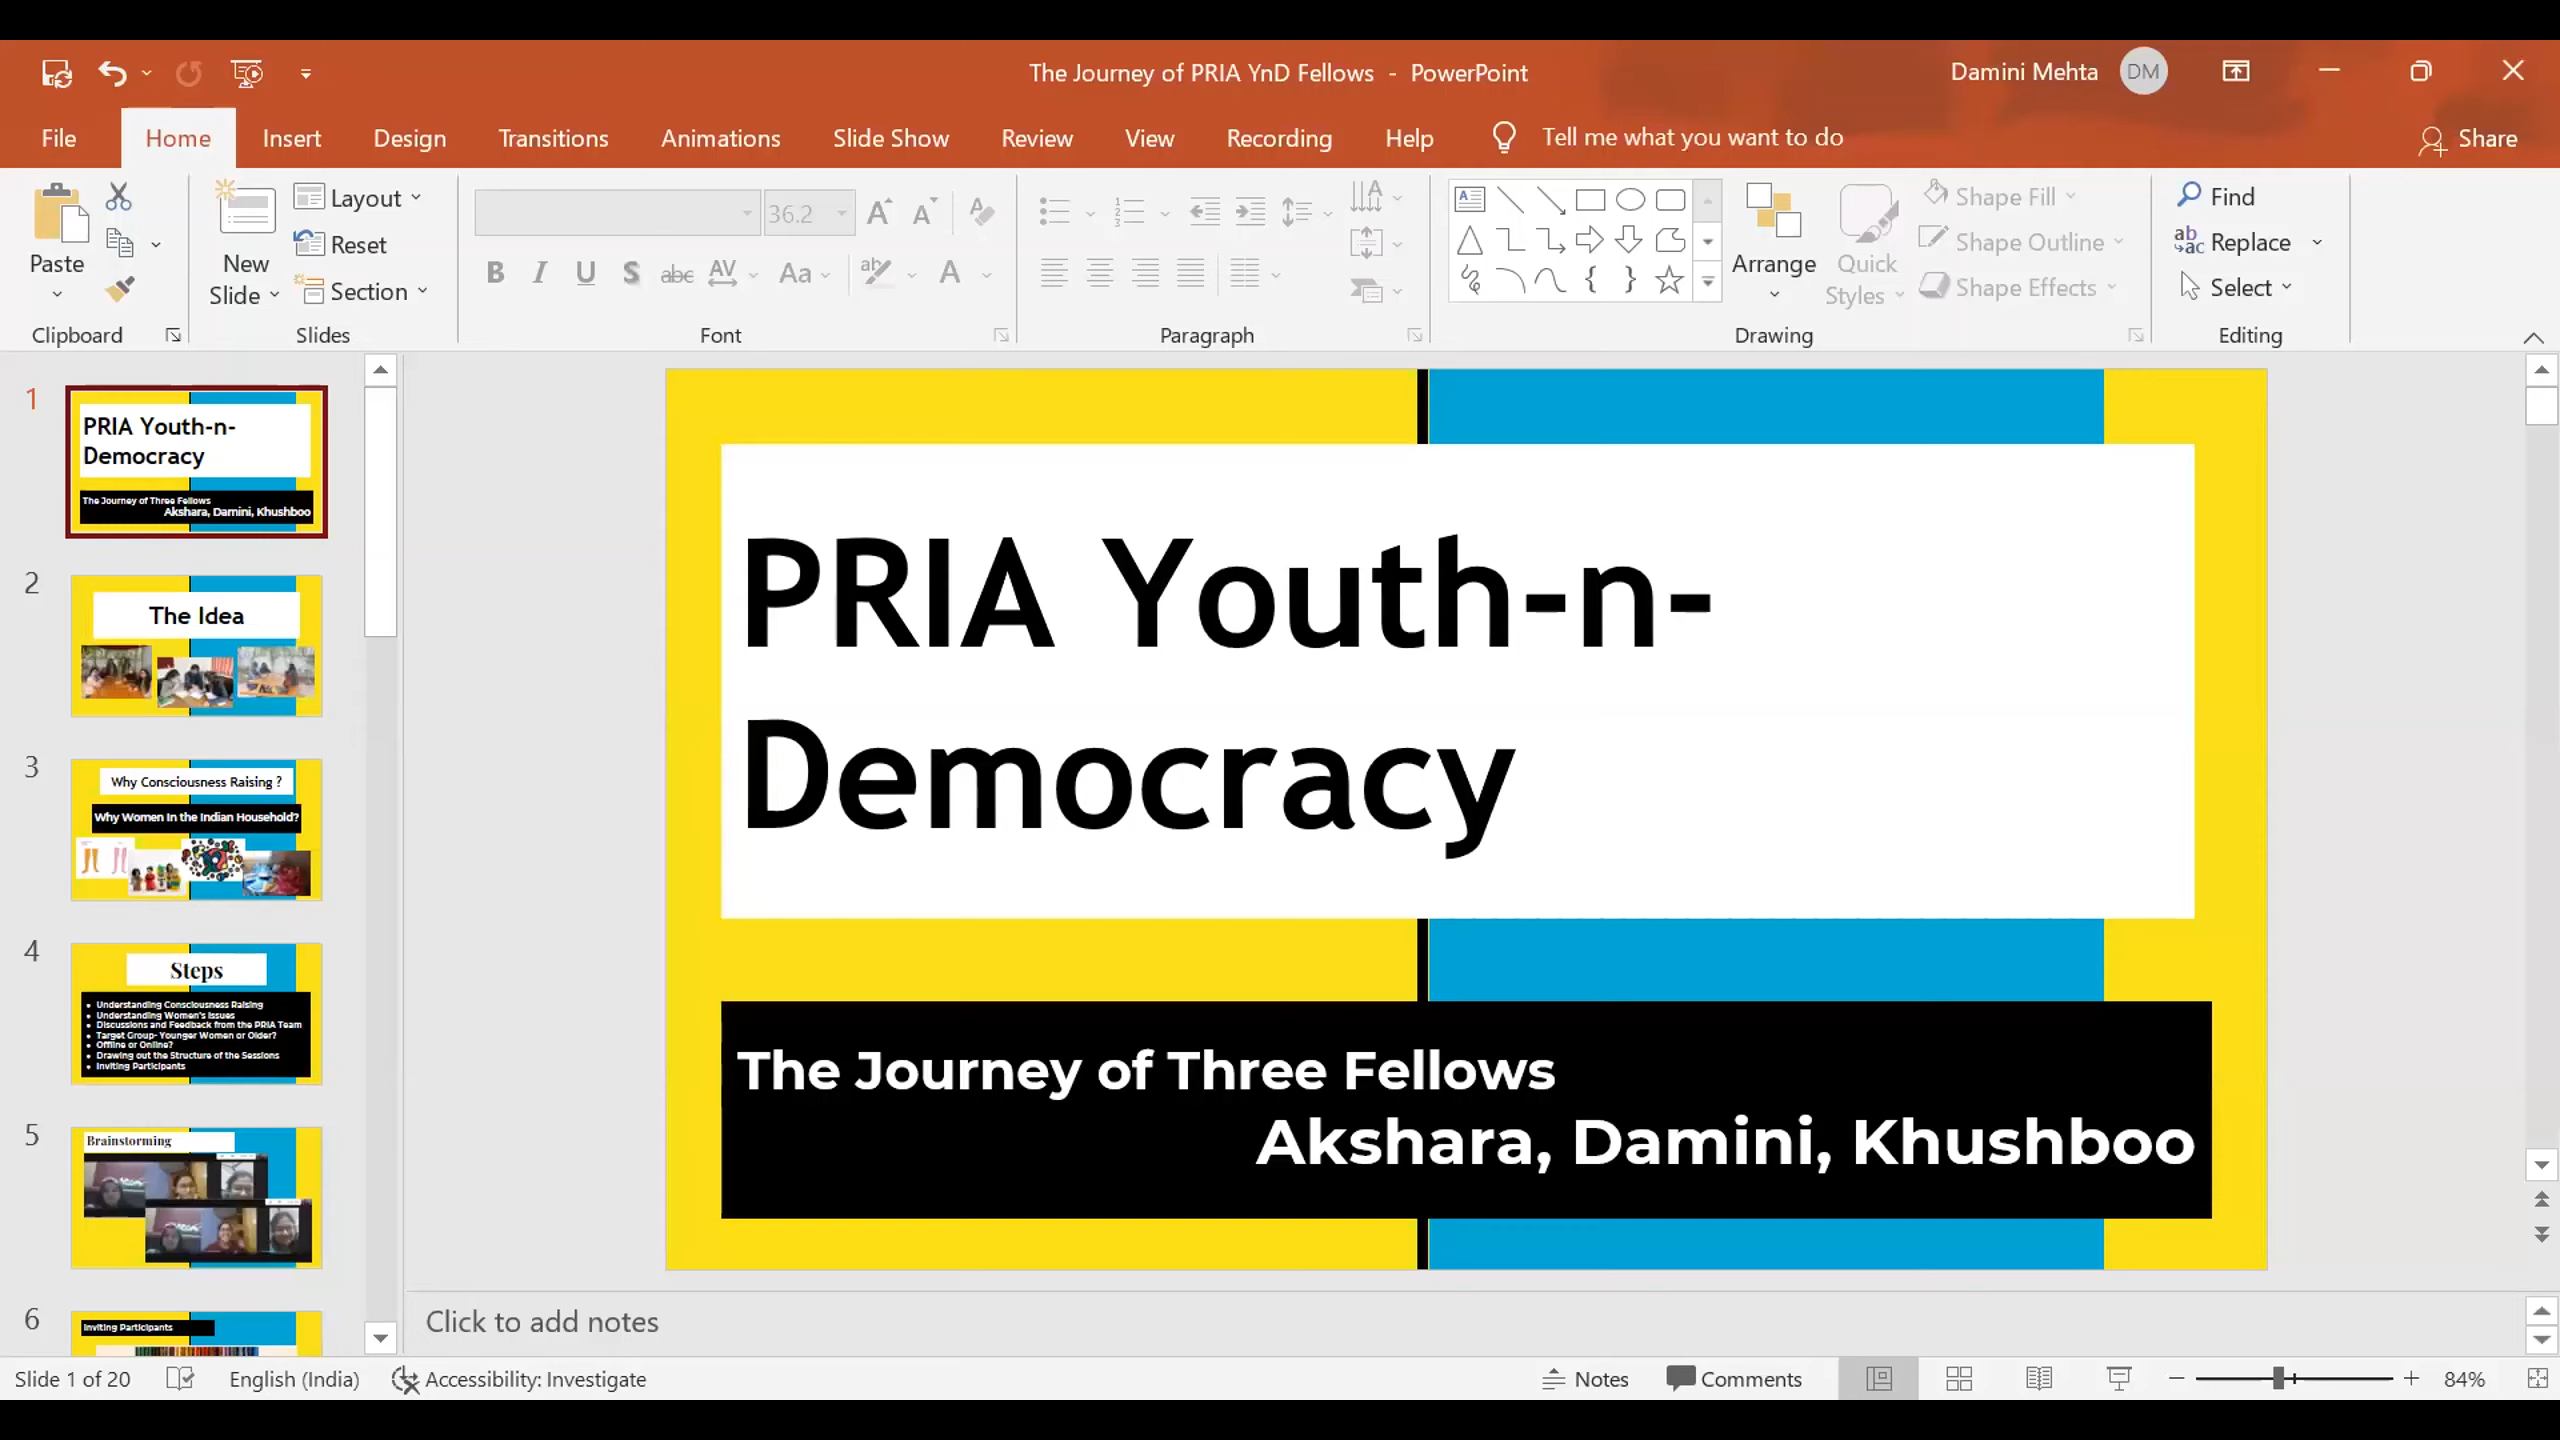 The Journey of PRIA YnD Fellows - PowerPoint
Damini Mehta DM
File Home Insert Design Transitions Animations Slide Show Review View Recording Help Tell me what you want to do Share
Paste
Clipboard
New Slide
Layout
Reset
Section
Slides
36.2
B I U S abc AV Aa A
Font
Paragraph
Arrange
Quick Styles
Shape Fill
Shape Outline
Shape Effects
Drawing
Find
Replace
Select
Editing
1
PRIA Youth-n-
Democracy
The Journey of Three Fellows
Akshara, Damini, Khushboo
2
The Idea
3
Why Consciousness Raising ?
Why Women In the Indian Household?
4
Steps
• Understanding Consciousness Raising
• Understanding Women's Issues
• Discussions and Feedback from the PRIA Team
• Target Group- Younger Women or Older?
• Offline or Online?
• Drawing out the Structure of the Sessions
• Inviting Participants
5
Brainstorming
6
Inviting Participants
PRIA Youth-n-
Democracy
The Journey of Three Fellows
Akshara, Damini, Khushboo
Click to add notes
Slide 1 of 20 English (India) Accessibility: Investigate Notes Comments 84%